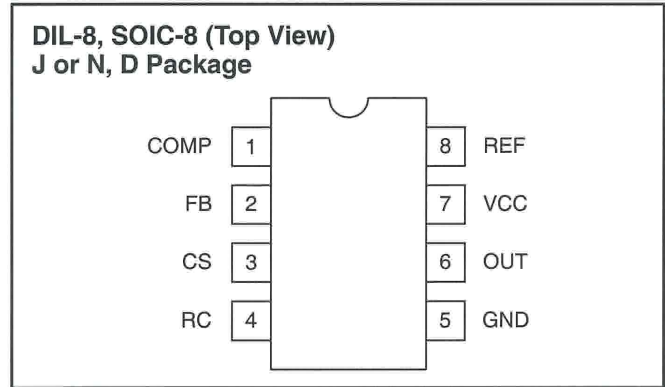 DIL-8, SOIC-8 (Top View)
J or N, D Package
COMP 1 8 REF
FB 2 7 VCC
CS 3 6 OUT
RC 4 5 GND